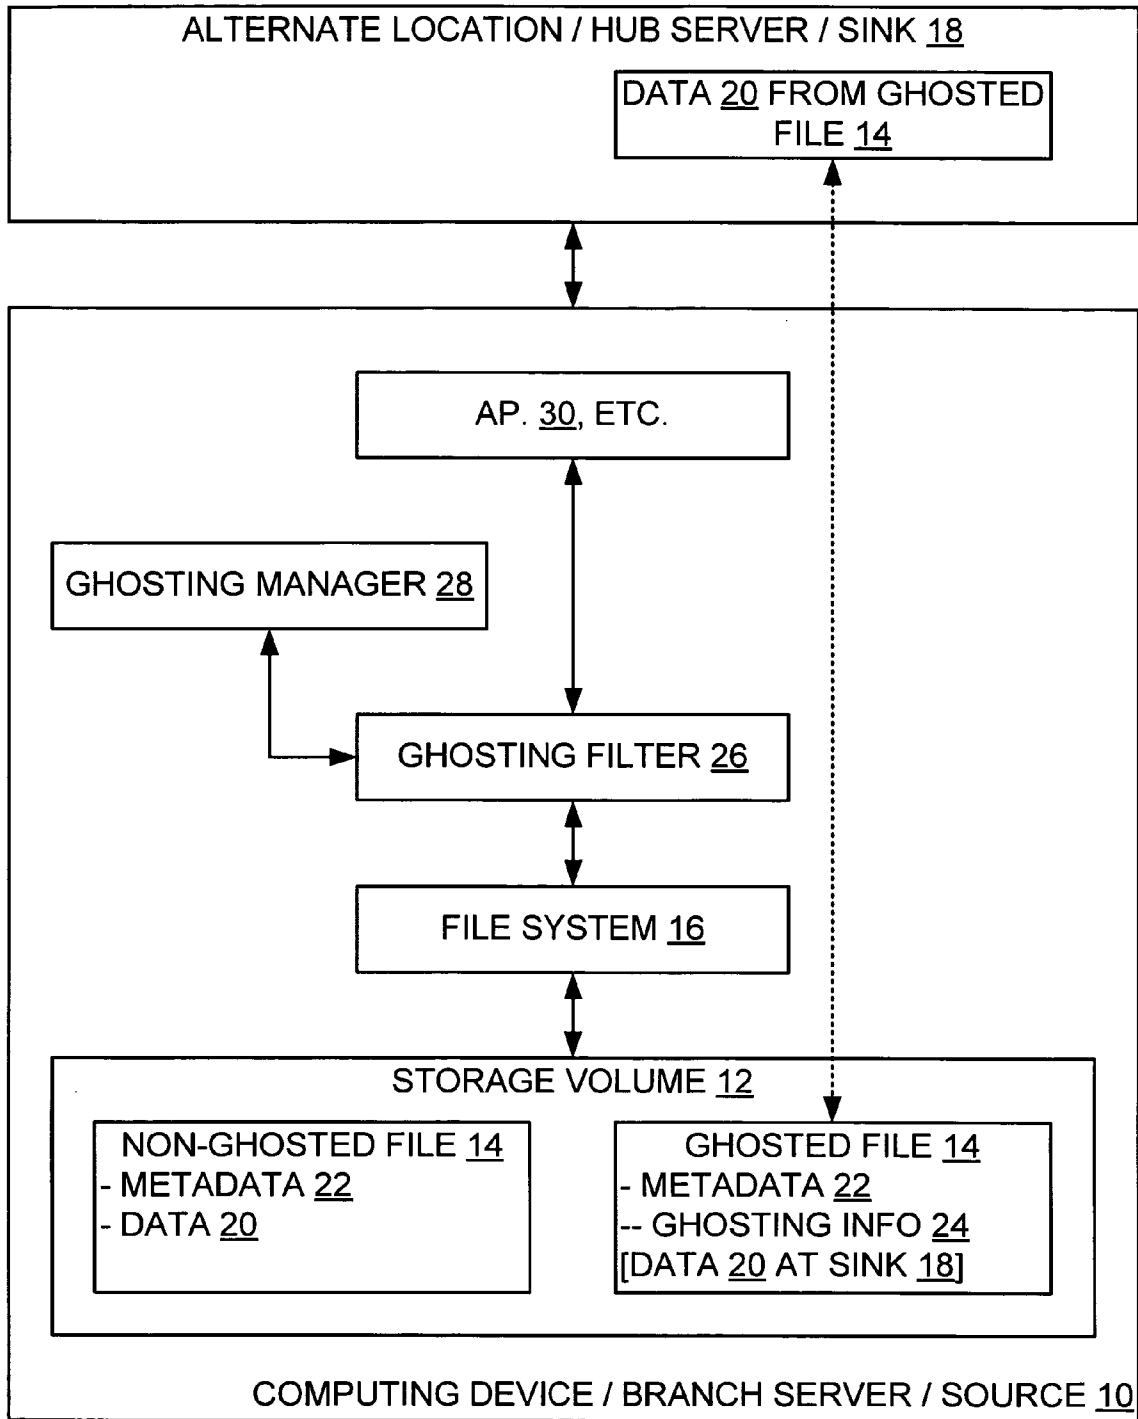 ALTERNATE LOCATION / HUB SERVER / SINK 18
DATA 20 FROM GHOSTED
FILE 14
AP. 30, ETC.
GHOSTING MANAGER 28
GHOSTING FILTER 26
FILE SYSTEM 16
STORAGE VOLUME 12
NON-GHOSTED FILE 14
- METADATA 22
- DATA 20
GHOSTED FILE 14
- METADATA 22
-- GHOSTING INFO 24
[DATA 20 AT SINK 18]
COMPUTING DEVICE / BRANCH SERVER / SOURCE 10